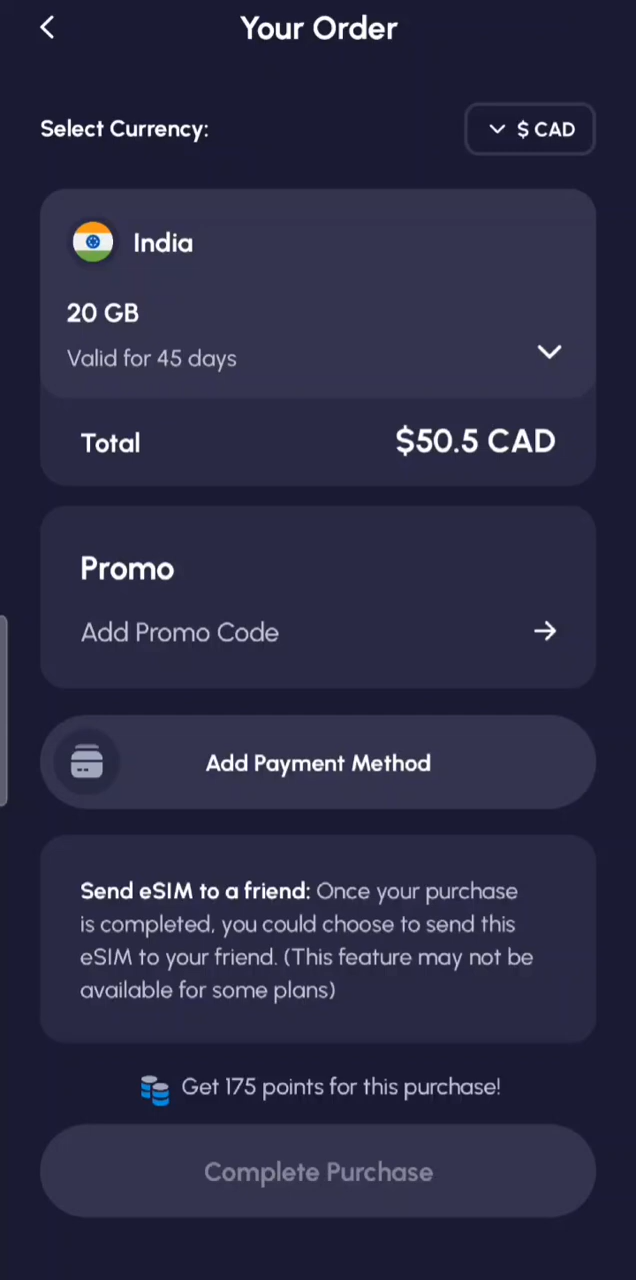 Your Order
Select Currency:
$ CAD
India
20 GB
Valid for 45 days
Total
$50.5 CAD
Promo
Add Promo Code
Add Payment Method
Send eSIM to a friend: Once your purchase
is completed, you could choose to send this
eSIM to your friend. (This feature may not be
available for some plans)
Get 175 points for this purchase!
Complete Purchase